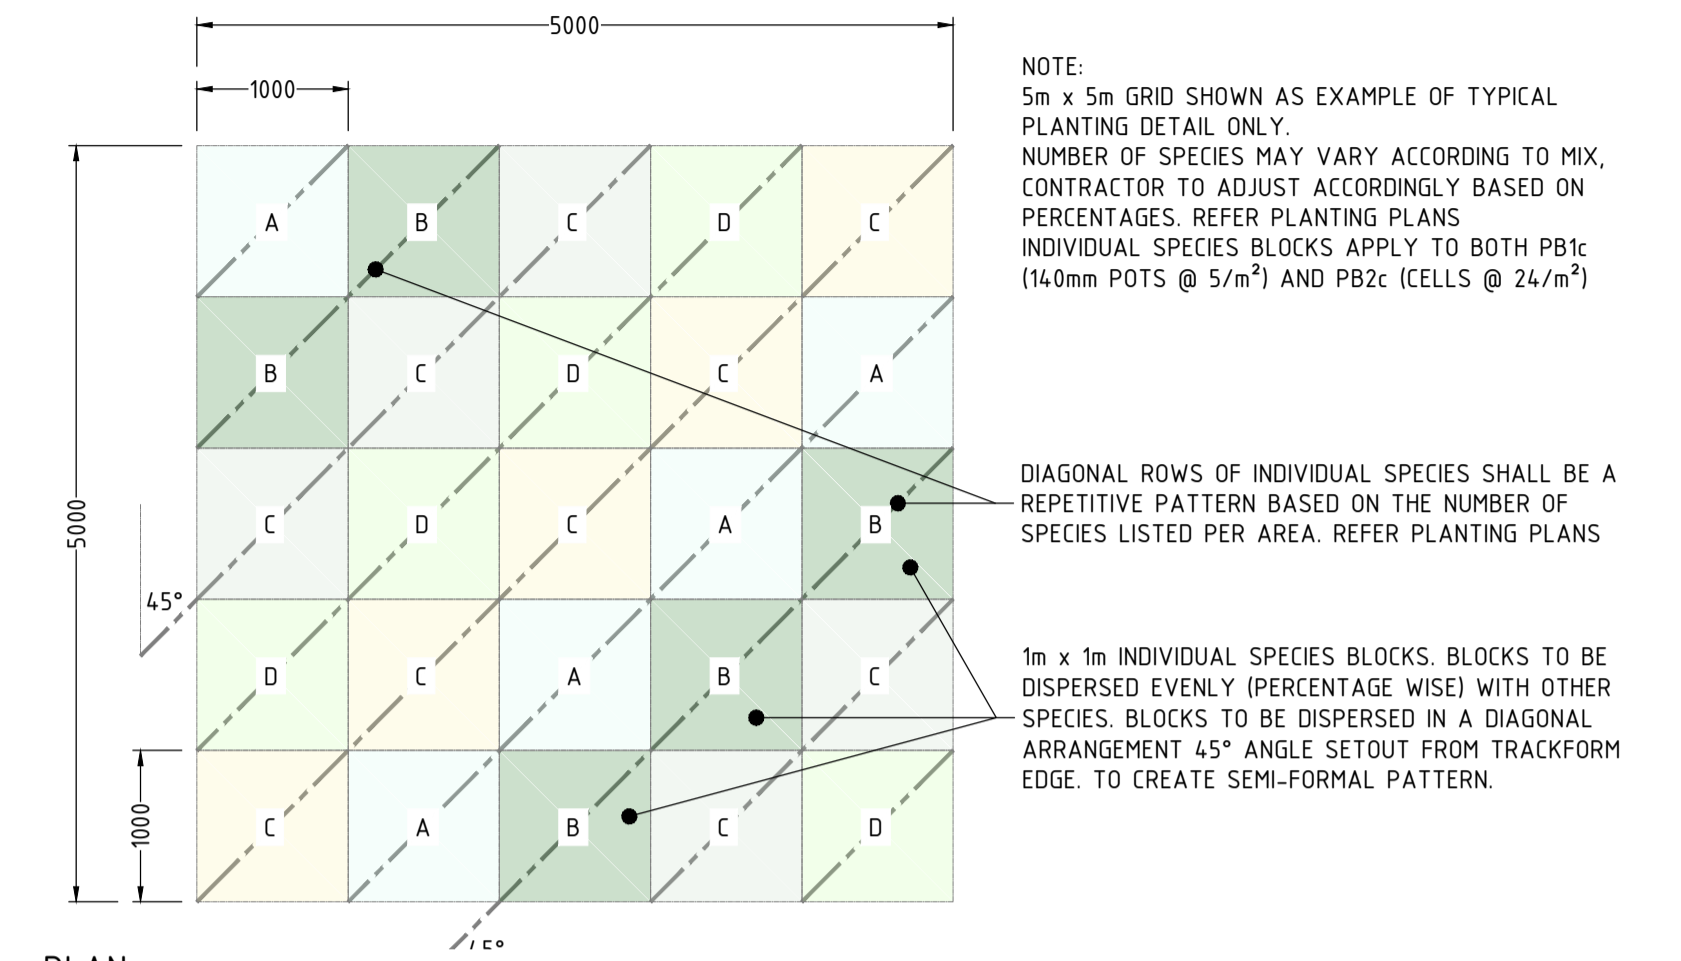 5000
1000
NOTE:
5m x 5m GRID SHOWN AS EXAMPLE OF TYPICAL
PLANTING DETAIL ONLY.
NUMBER OF SPECIES MAY VARY ACCORDING TO MIX,
CONTRACTOR TO ADJUST ACCORDINGLY BASED ON
PERCENTAGES. REFER PLANTING PLANS
INDIVIDUAL SPECIES BLOCKS APPLY TO BOTH PB1c
(140mm POTS @ 5/m²) AND PB2c (CELLS @ 24/m²)
A B C D C
B C D C A
C D C A B
D C A B C
C A B C D
5000
45°
1000
DIAGONAL ROWS OF INDIVIDUAL SPECIES SHALL BE A
REPETITIVE PATTERN BASED ON THE NUMBER OF
SPECIES LISTED PER AREA. REFER PLANTING PLANS
1m x 1m INDIVIDUAL SPECIES BLOCKS. BLOCKS TO BE
DISPERSED EVENLY (PERCENTAGE WISE) WITH OTHER
SPECIES. BLOCKS TO BE DISPERSED IN A DIAGONAL
ARRANGEMENT 45° ANGLE SETOUT FROM TRACKFORM
EDGE. TO CREATE SEMI-FORMAL PATTERN.